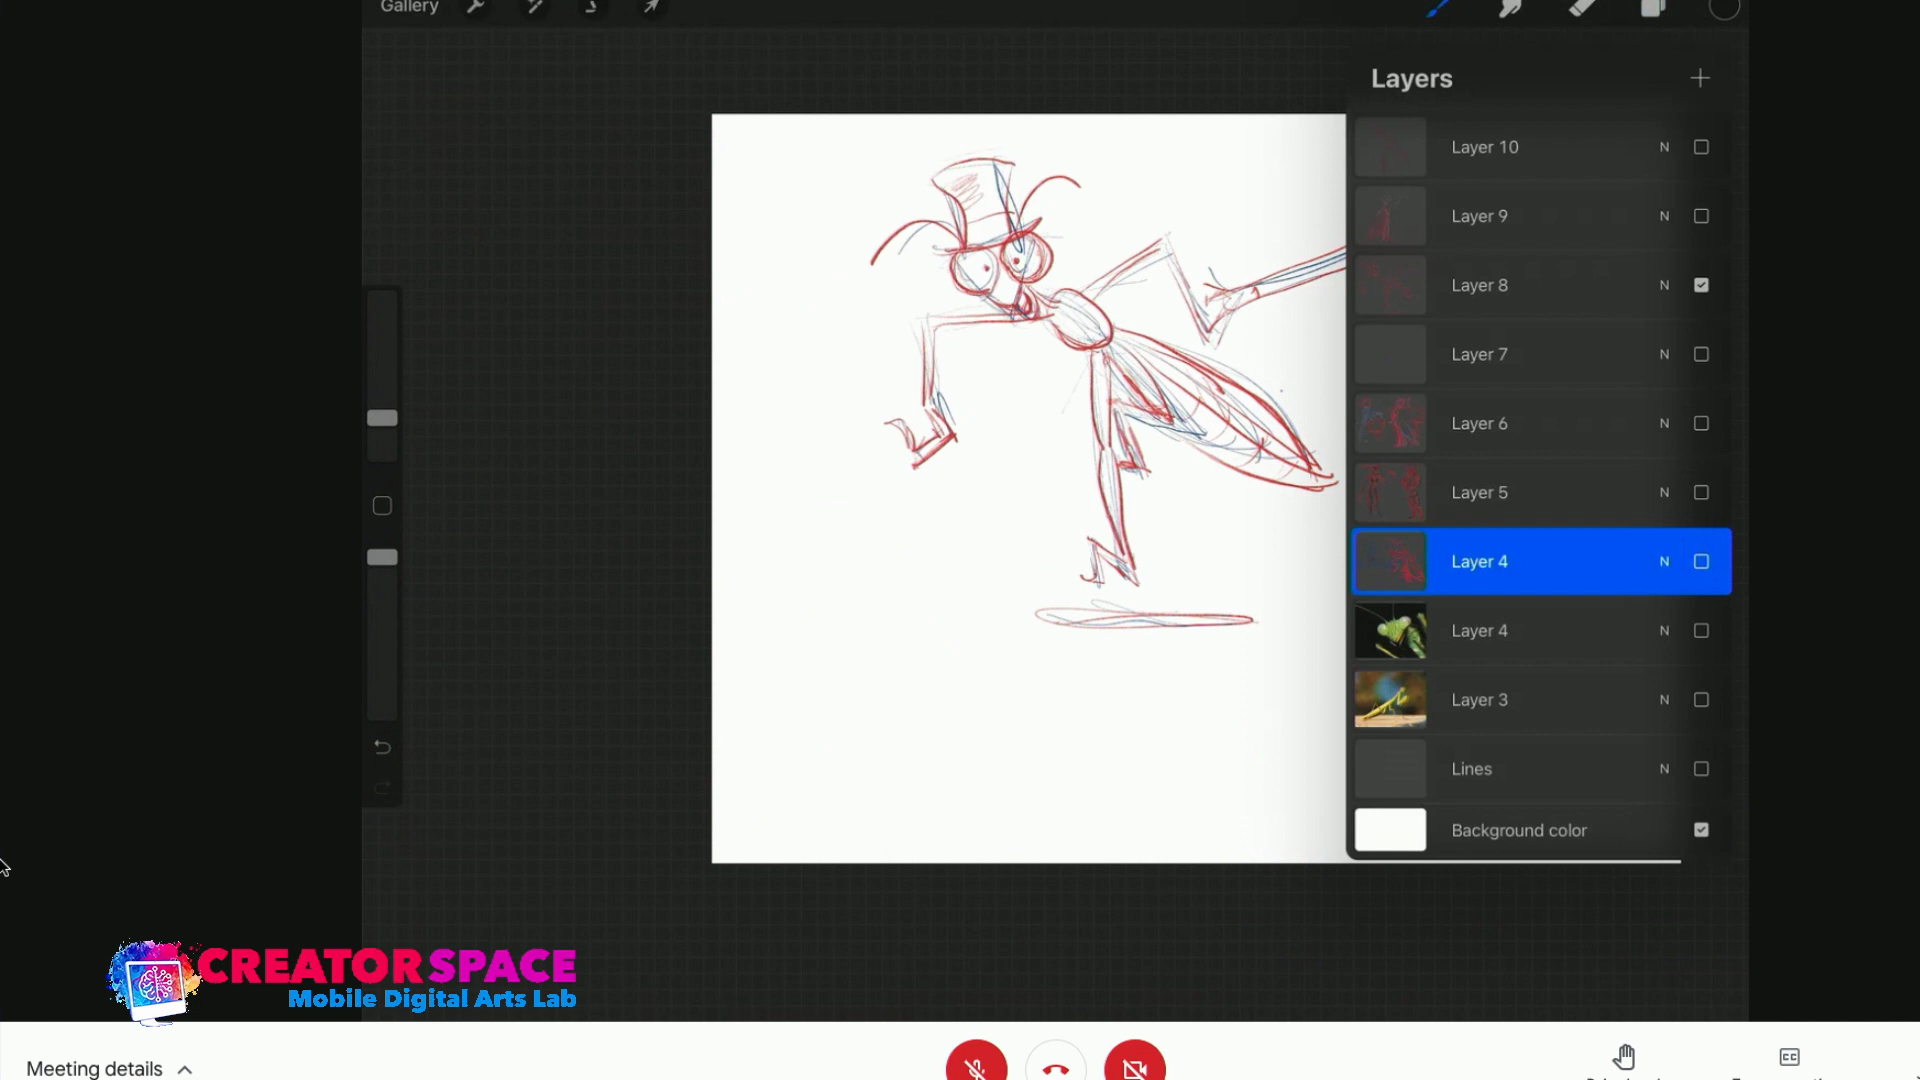 Gallery
Layers
Layer 10 N
Layer 9 N
Layer 8 N
Layer 7 N
Layer 6 N
Layer 5 N
Layer 4 N
Layer 4 N
Layer 3 N
Lines N
Background color
CREATORSPACE
Mobile Digital Arts Lab
Meeting details
CC